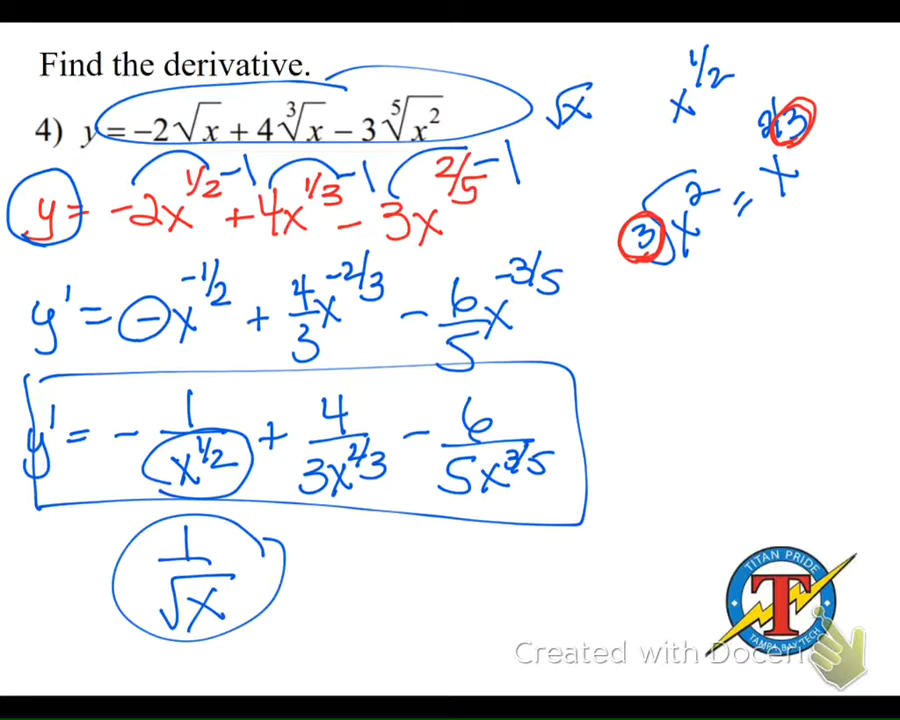 Find the derivative.
4) y = −2√x + 4∛x − 3⁵√x²
√x
x^1/2
y = −2x^1/2−1 + 4x^1/3−1 − 3x^2/5−1
³√x² = x^2/3
y' = −x^−1/2 + 4/3 x^−2/3 − 6/5 x^−3/5
y' = − 1/x^1/2 + 4/3x^2/3 − 6/5x^3/5
1/√x
TITAN PRIDE
T
TAMPA BAY TECH
Created with Doceri